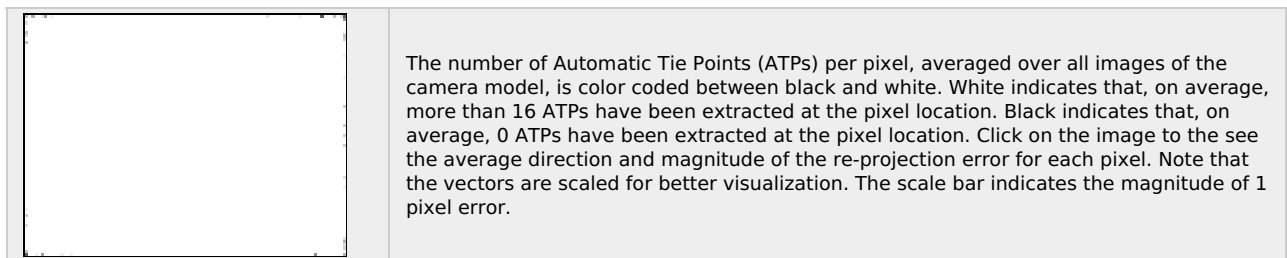 The number of Automatic Tie Points (ATPs) per pixel, averaged over all images of the
camera model, is color coded between black and white. White indicates that, on average,
more than 16 ATPs have been extracted at the pixel location. Black indicates that, on
average, 0 ATPs have been extracted at the pixel location. Click on the image to the see
the average direction and magnitude of the re-projection error for each pixel. Note that
the vectors are scaled for better visualization. The scale bar indicates the magnitude of 1
pixel error.